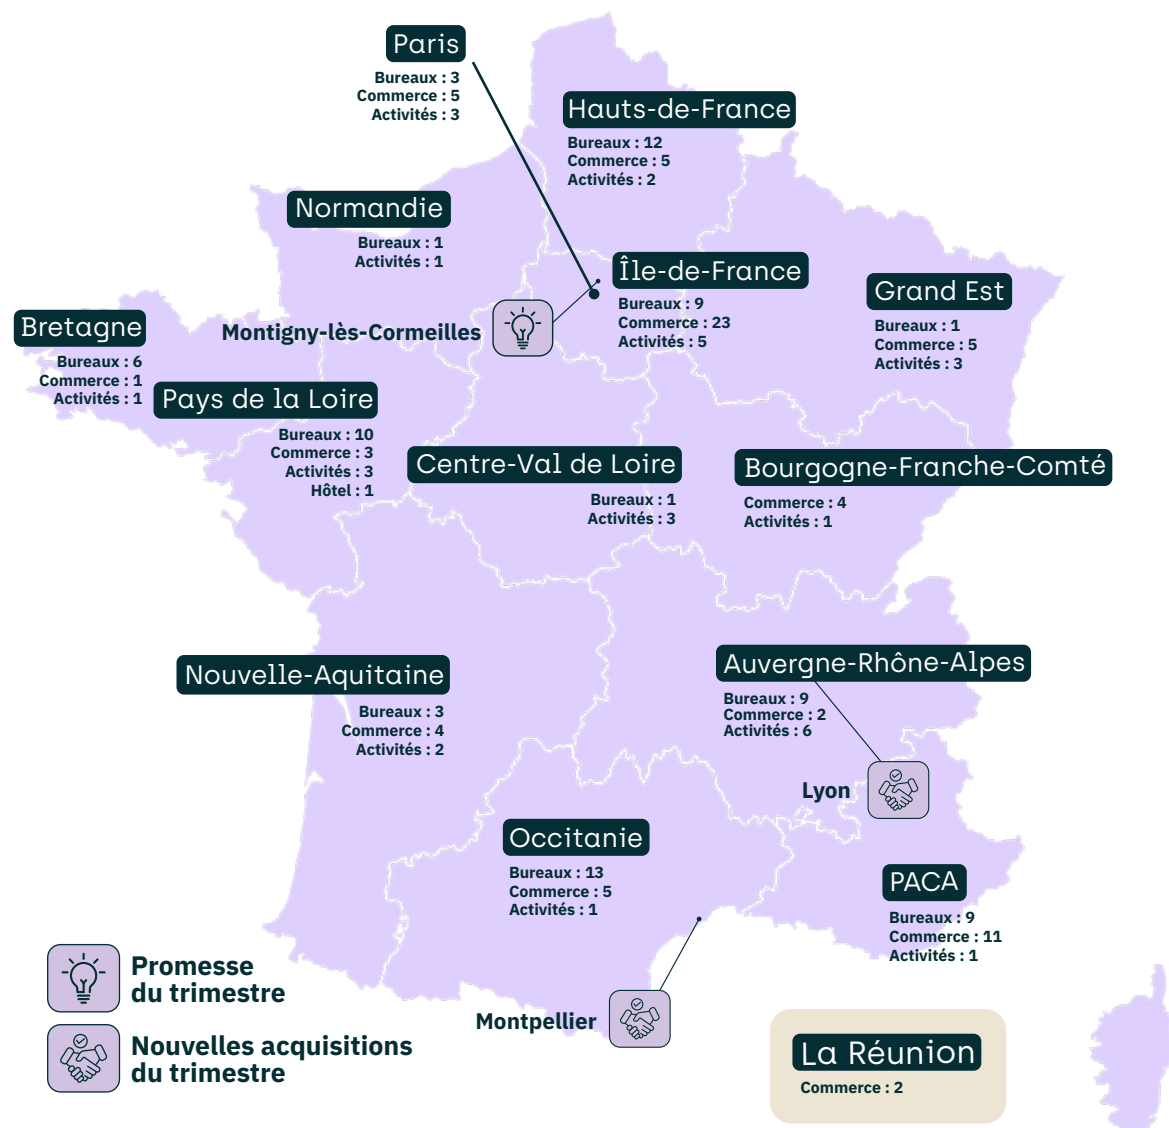 Paris
Bureaux : 3
Commerce : 5
Activités : 3
Hauts-de-France
Bureaux : 12
Commerce : 5
Activités : 2
Normandie
Bureaux : 1
Activités : 1
Île-de-France
Bureaux : 9
Commerce : 23
Activités : 5
Montigny-lès-Cormeilles
Grand Est
Bureaux : 1
Commerce : 5
Activités : 3
Bretagne
Bureaux : 6
Commerce : 1
Activités : 1
Pays de la Loire
Bureaux : 10
Commerce : 3
Activités : 3
Hôtel : 1
Centre-Val de Loire
Bureaux : 1
Activités : 3
Bourgogne-Franche-Comté
Commerce : 4
Activités : 1
Nouvelle-Aquitaine
Bureaux : 3
Commerce : 4
Activités : 2
Auvergne-Rhône-Alpes
Bureaux : 9
Commerce : 2
Activités : 6
Lyon
Occitanie
Bureaux : 13
Commerce : 5
Activités : 1
PACA
Bureaux : 9
Commerce : 11
Activités : 1
Montpellier
Promesse
du trimestre
Nouvelles acquisitions
du trimestre
La Réunion
Commerce : 2